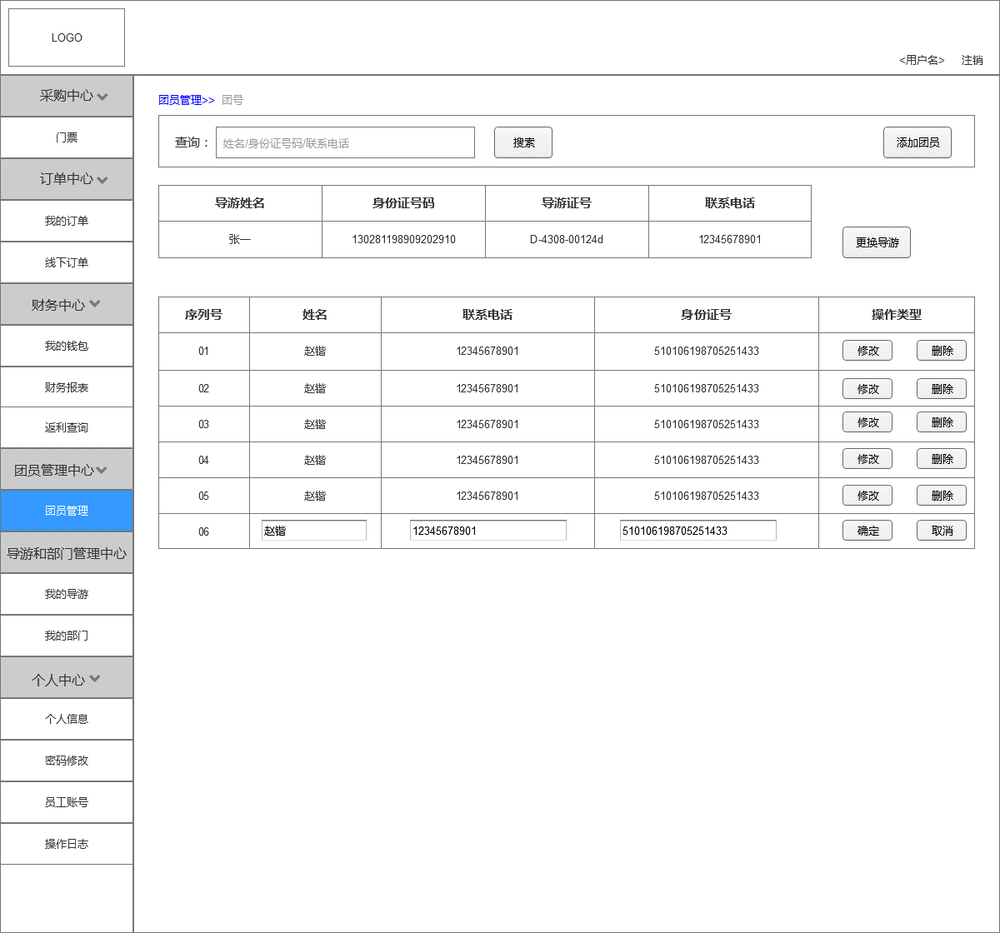 LOGO
<用户名> 注销
采购中心
门票
订单中心
我的订单
线下订单
财务中心
我的钱包
财务报表
返利查询
团员管理中心
团员管理
导游和部门管理中心
我的导游
我的部门
个人中心
个人信息
密码修改
员工账号
操作日志
团员管理>> 团号
查询： 姓名/身份证号码/联系电话 搜索 添加团员
导游姓名 身份证号码 导游证号 联系电话
张一 130281198909202910 D-4308-00124d 12345678901
更换导游
序列号 姓名 联系电话 身份证号 操作类型
01 赵锴 12345678901 510106198705251433 修改 删除
02 赵锴 12345678901 510106198705251433 修改 删除
03 赵锴 12345678901 510106198705251433 修改 删除
04 赵锴 12345678901 510106198705251433 修改 删除
05 赵锴 12345678901 510106198705251433 修改 删除
06 赵锴 12345678901 510106198705251433 确定 取消